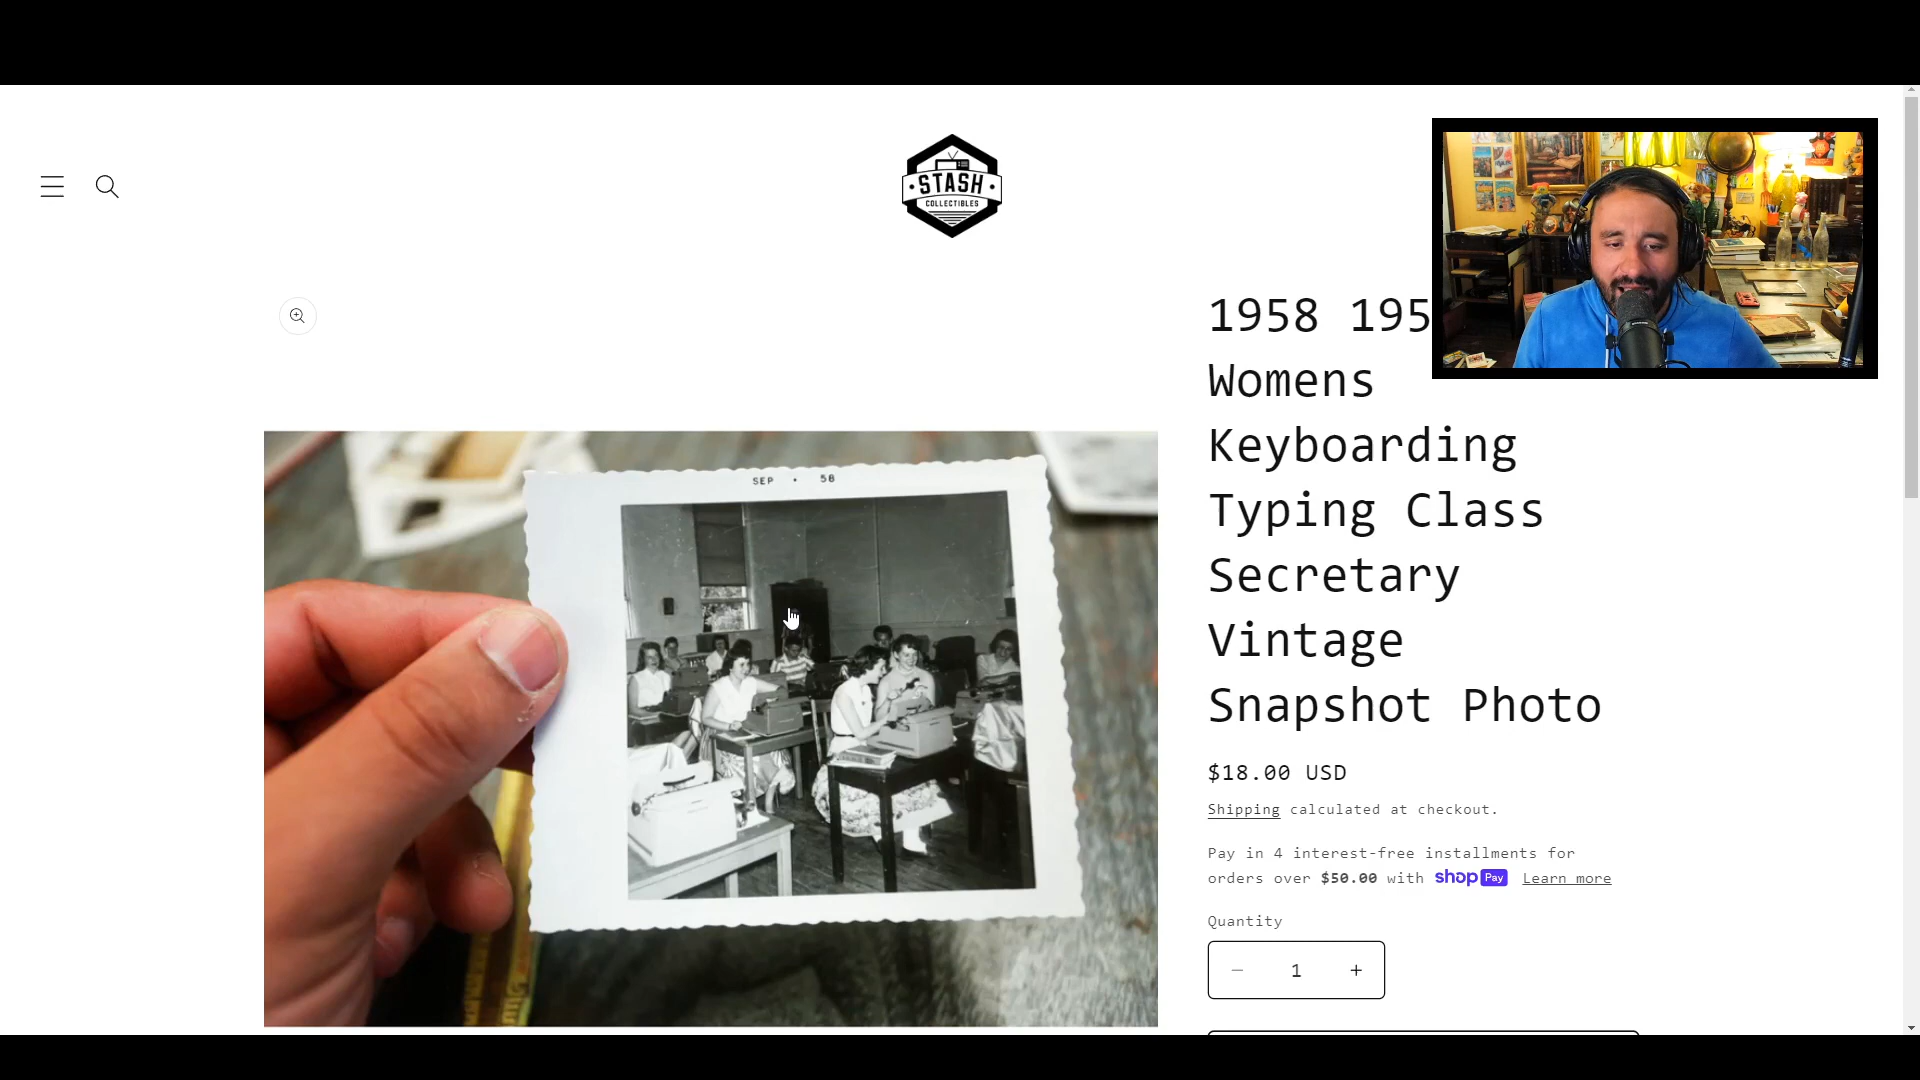 STASH
COLLECTIBLES
1958 195
Womens
Keyboarding
Typing Class
Secretary
Vintage
Snapshot Photo
SEP · 58
$18.00 USD
Shipping calculated at checkout.
Pay in 4 interest-free installments for
orders over $50.00 with shop Pay Learn more
Quantity
1